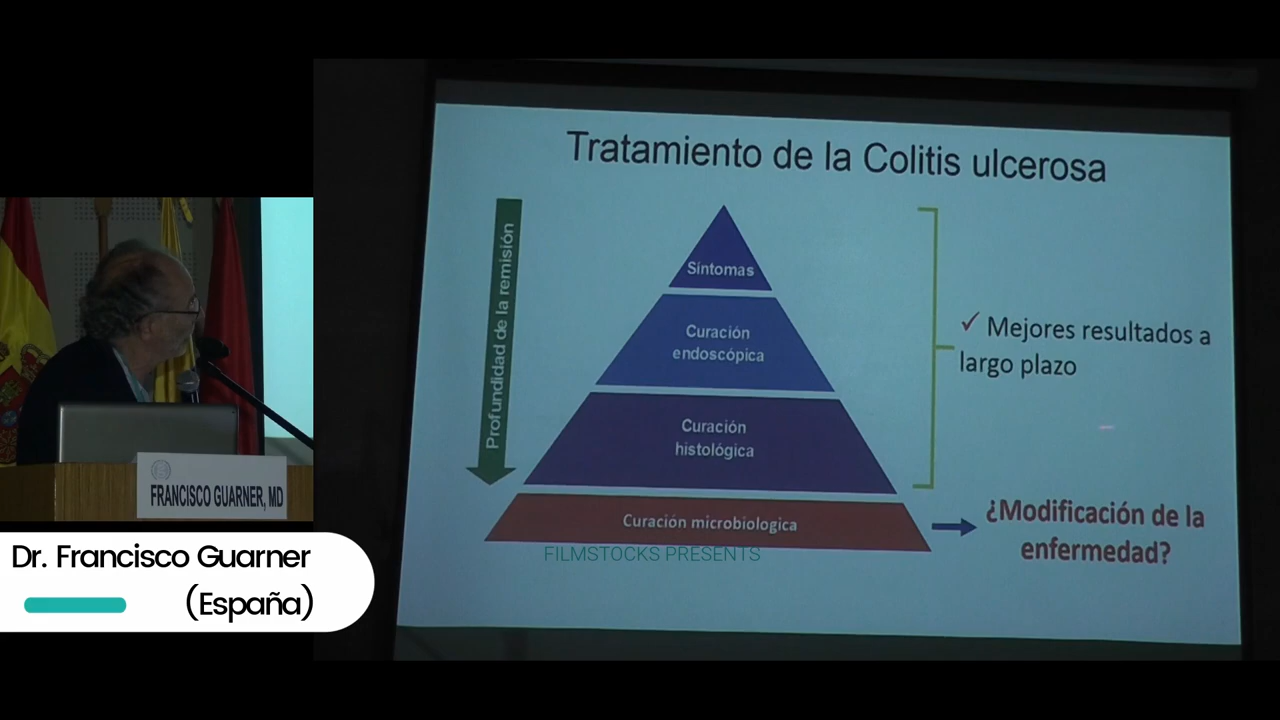 Tratamiento de la Colitis ulcerosa
Profundidad de la remisión
Síntomas
Curación
endoscópica
Curación
histológica
Curación microbiologica
✓ Mejores resultados a
largo plazo
¿Modificación de la
enfermedad?
FILMSTOCKS PRESENTS
FRANCISCO GUARNER, MD
Dr. Francisco Guarner
(España)